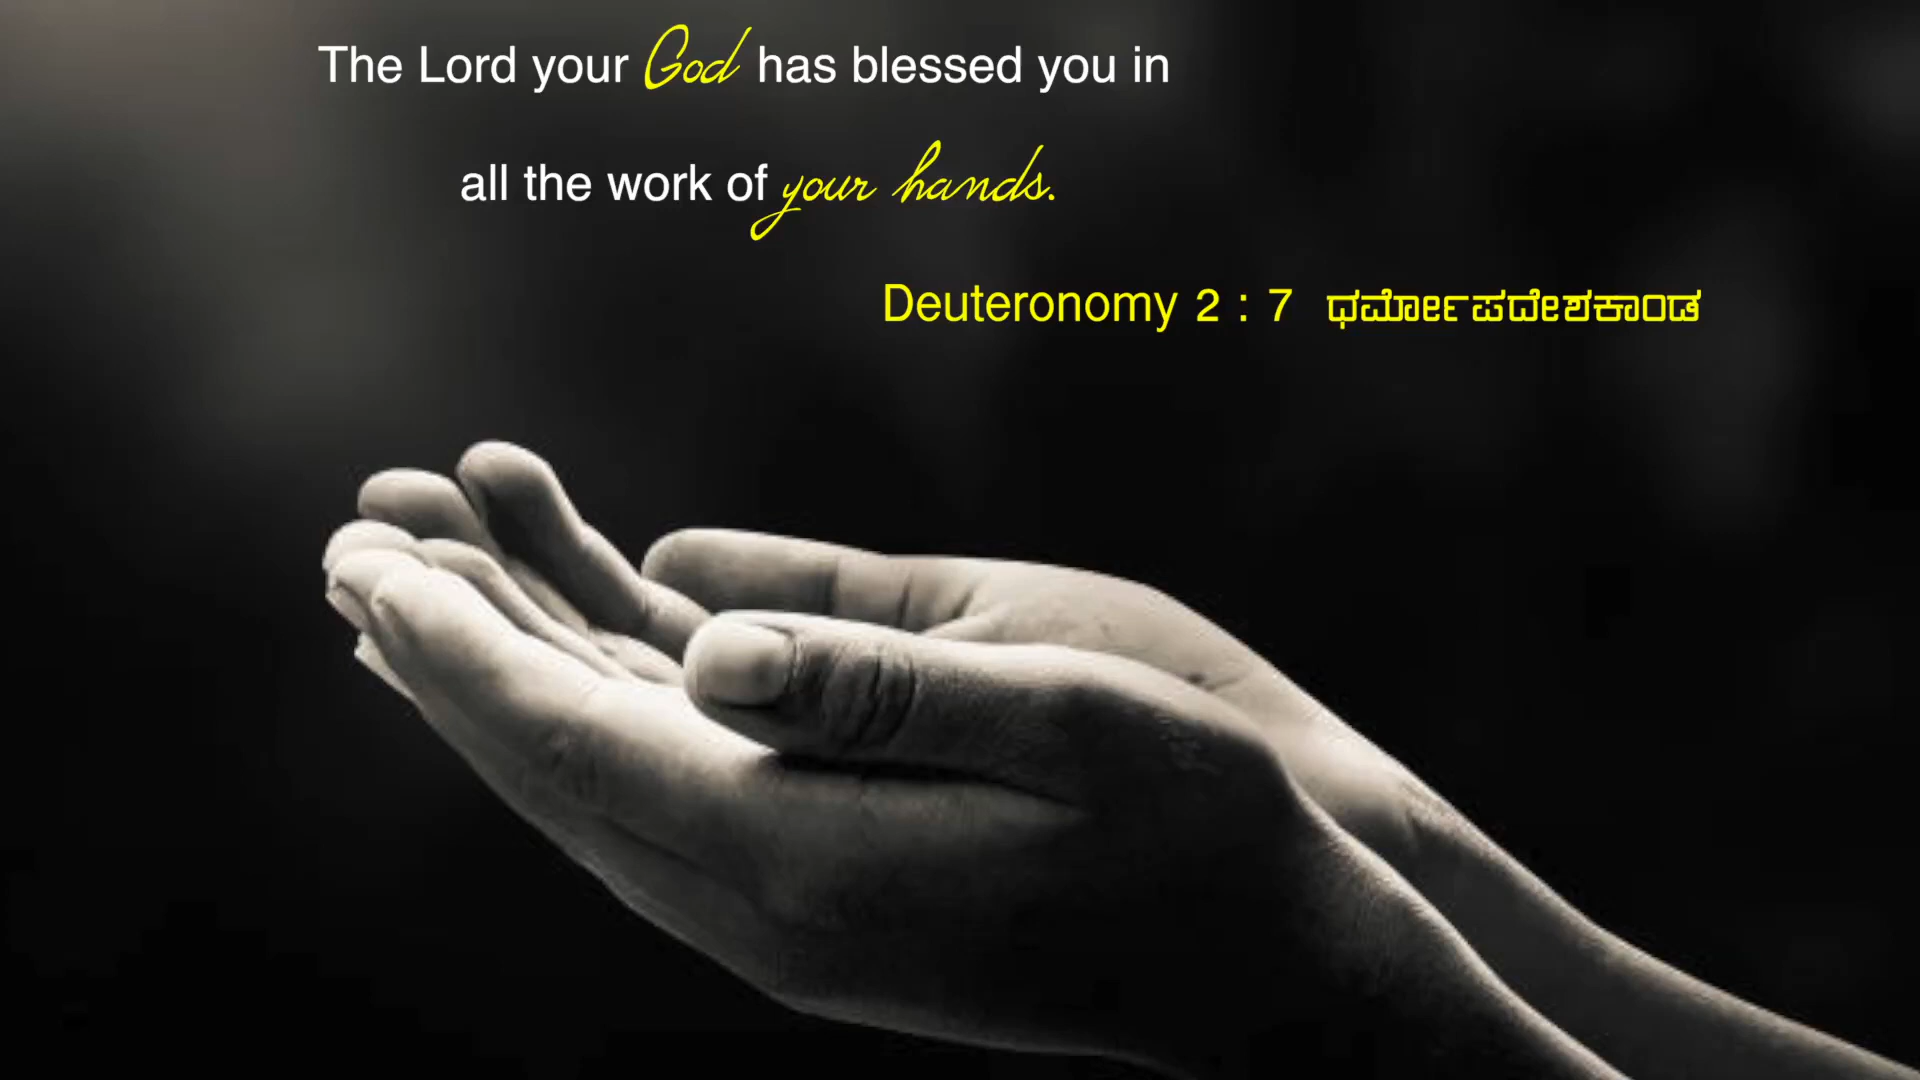 The Lord your God has blessed you in
all the work of your hands.
Deuteronomy 2 : 7 ಧರ್ಮೋಪದೇಶಕಾಂಡ